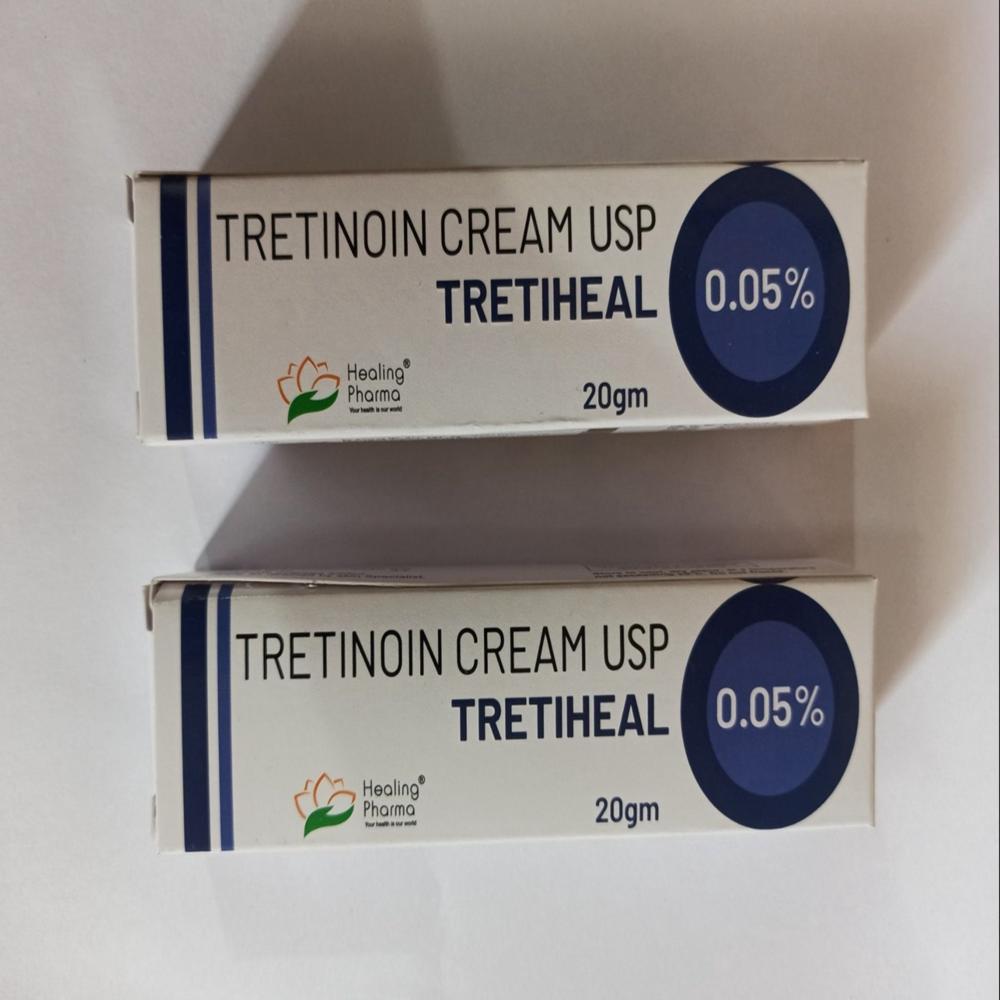 TRETINOIN CREAM USP
TRETIHEAL
0.05%
Healing®
Pharma
Your health is our world
20gm
TRETINOIN CREAM USP
TRETIHEAL
0.05%
Healing®
Pharma
Your health is our world
20gm